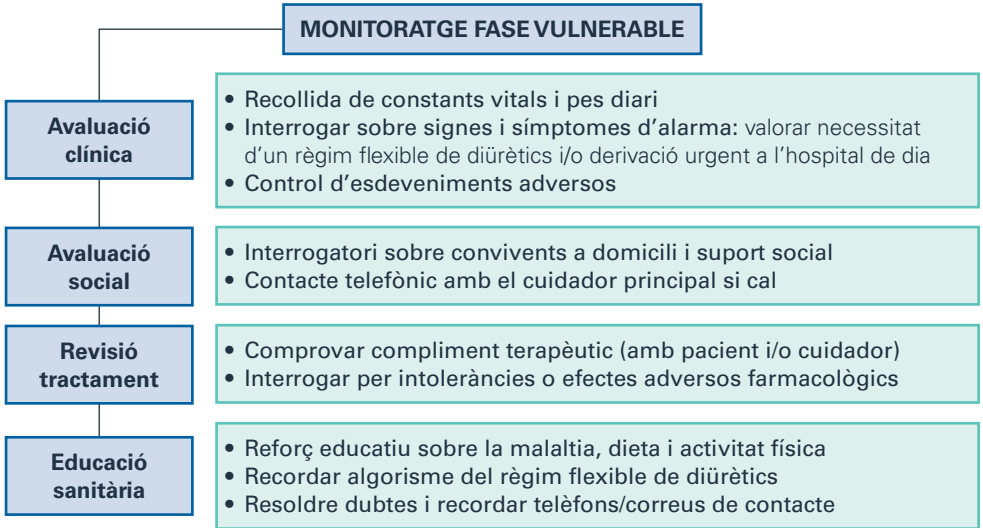 MONITORATGE FASE VULNERABLE
Avaluació
clínica
• Recollida de constants vitals i pes diari
• Interrogar sobre signes i símptomes d’alarma: valorar necessitat
d’un règim flexible de diürètics i/o derivació urgent a l’hospital de dia
• Control d’esdeveniments adversos
Avaluació
social
• Interrogatori sobre convivents a domicili i suport social
• Contacte telefònic amb el cuidador principal si cal
Revisió
tractament
• Comprovar compliment terapèutic (amb pacient i/o cuidador)
• Interrogar per intoleràncies o efectes adversos farmacològics
Educació
sanitària
• Reforç educatiu sobre la malaltia, dieta i activitat física
• Recordar algorisme del règim flexible de diürètics
• Resoldre dubtes i recordar telèfons/correus de contacte